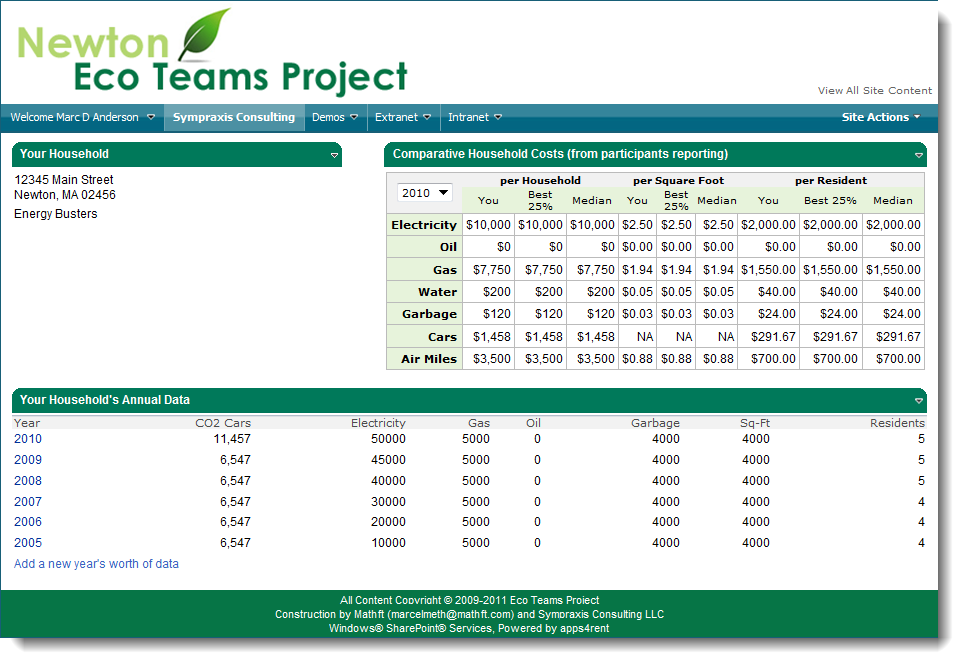 Newton
Eco Teams Project
View All Site Content
Welcome Marc D Anderson Sympraxis Consulting Demos Extranet Intranet Site Actions
Your Household
12345 Main Street
Newton, MA 02456
Energy Busters
Comparative Household Costs (from participants reporting)
2010 per Household per Square Foot per Resident
You Best 25% Median You Best 25% Median You Best 25% Median
Electricity $10,000 $10,000 $10,000 $2.50 $2.50 $2.50 $2,000.00 $2,000.00 $2,000.00
Oil $0 $0 $0 $0.00 $0.00 $0.00 $0.00 $0.00 $0.00
Gas $7,750 $7,750 $7,750 $1.94 $1.94 $1.94 $1,550.00 $1,550.00 $1,550.00
Water $200 $200 $200 $0.05 $0.05 $0.05 $40.00 $40.00 $40.00
Garbage $120 $120 $120 $0.03 $0.03 $0.03 $24.00 $24.00 $24.00
Cars $1,458 $1,458 $1,458 NA NA NA $291.67 $291.67 $291.67
Air Miles $3,500 $3,500 $3,500 $0.88 $0.88 $0.88 $700.00 $700.00 $700.00
Your Household's Annual Data
Year CO2 Cars Electricity Gas Oil Garbage Sq-Ft Residents
2010 11,457 50000 5000 0 4000 4000 5
2009 6,547 45000 5000 0 4000 4000 5
2008 6,547 40000 5000 0 4000 4000 5
2007 6,547 30000 5000 0 4000 4000 4
2006 6,547 20000 5000 0 4000 4000 4
2005 6,547 10000 5000 0 4000 4000 4
Add a new year's worth of data
All Content Copyright © 2009-2011 Eco Teams Project
Construction by Mathft (marcelmeth@mathft.com) and Sympraxis Consulting LLC
Windows® SharePoint® Services, Powered by apps4rent